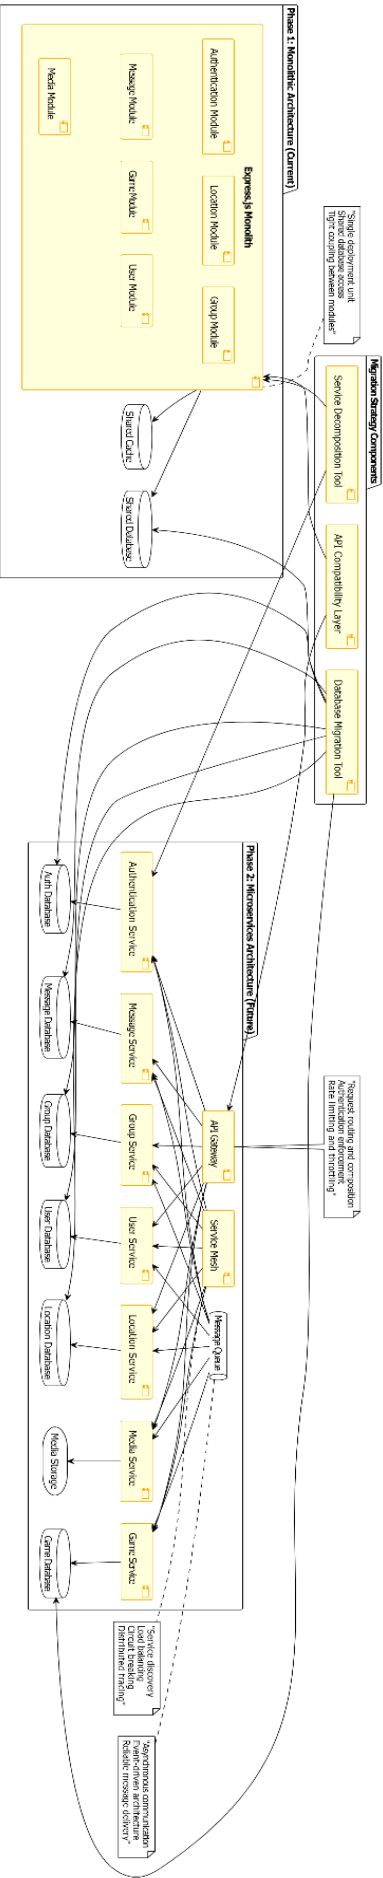 Migration Strategy Components
Service Decomposition Tool
API Compatibility Layer
Database Migration Tool
"Single deployment unit
Shared database access
Tight coupling between modules"
"Request routing and composition
Authentication enforcement
Rate limiting and throttling"
Phase 1: Monolithic Architecture (Current)
Express.js Monolith
Authentication Module
Location Module
Group Module
Message Module
Game Module
User Module
Media Module
Shared Cache
Shared Database
Phase 2: Microservices Architecture (Future)
API Gateway
Service Mesh
Message Queue
Authentication Service
Message Service
Group Service
User Service
Location Service
Media Service
Game Service
Auth Database
Message Database
Group Database
User Database
Location Database
Media Storage
Game Database
"Service discovery
Load balancing
Circuit breaking
Distributed tracing"
"Asynchronous communication
Event-driven architecture
Reliable message delivery"